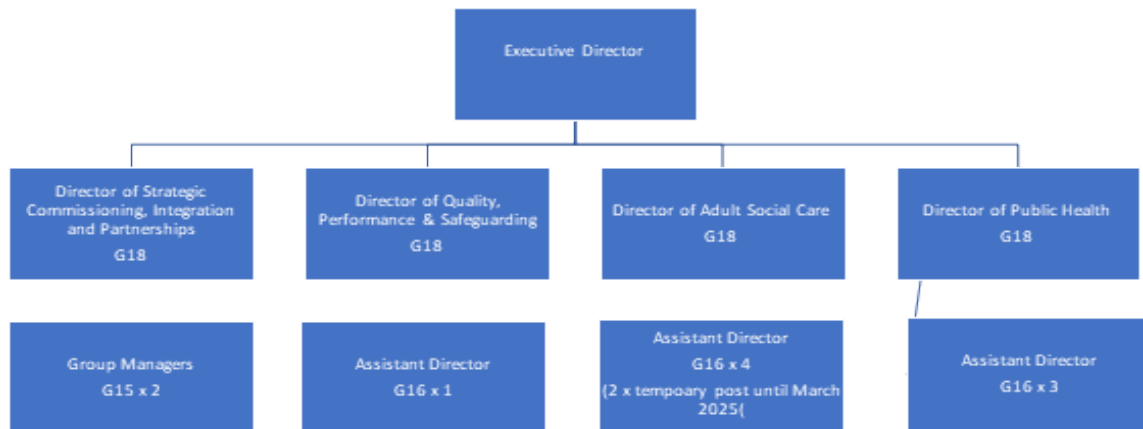 Executive Director
Director of Strategic
Commissioning, Integration
and Partnerships
G18
Director of Quality,
Performance & Safeguarding
G18
Director of Adult Social Care
G18
Director of Public Health
G18
Group Managers
G15 x 2
Assistant Director
G16 x 1
Assistant Director
G16 x 4
(2 x tempoary post until March
2025(
Assistant Director
G16 x 3